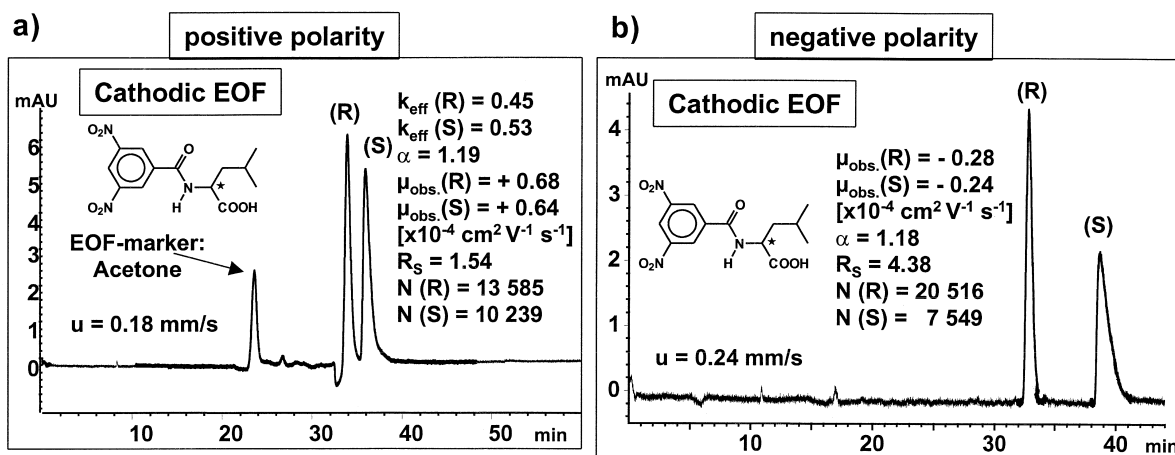 a)
positive polarity
mAU
Cathodic EOF
O₂N
O₂N
O
N
H
*
COOH
EOF-marker:
Acetone
u = 0.18 mm/s
(R)
(S)
k_eff (R) = 0.45
k_eff (S) = 0.53
α = 1.19
μ_obs.(R) = + 0.68
μ_obs.(S) = + 0.64
[x10⁻⁴ cm² V⁻¹ s⁻¹]
R_S = 1.54
N (R) = 13 585
N (S) = 10 239
6
5
4
3
2
1
0
10
20
30
40
50
min
b)
negative polarity
mAU
Cathodic EOF
O₂N
O₂N
O
N
H
*
COOH
(R)
(S)
μ_obs.(R) = - 0.28
μ_obs.(S) = - 0.24
[x10⁻⁴ cm² V⁻¹ s⁻¹]
α = 1.18
R_S = 4.38
N (R) = 20 516
N (S) = 7 549
u = 0.24 mm/s
4
3
2
1
0
10
20
30
40
min